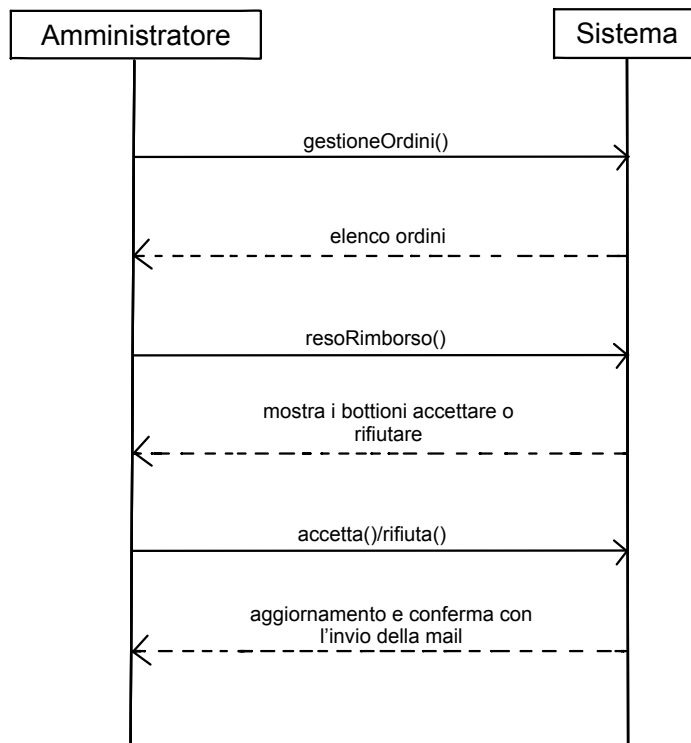 Amministratore
Sistema
gestioneOrdini()
elenco ordini
resoRimborso()
mostra i bottioni accettare o
rifiutare
accetta()/rifiuta()
aggiornamento e conferma con
l'invio della mail